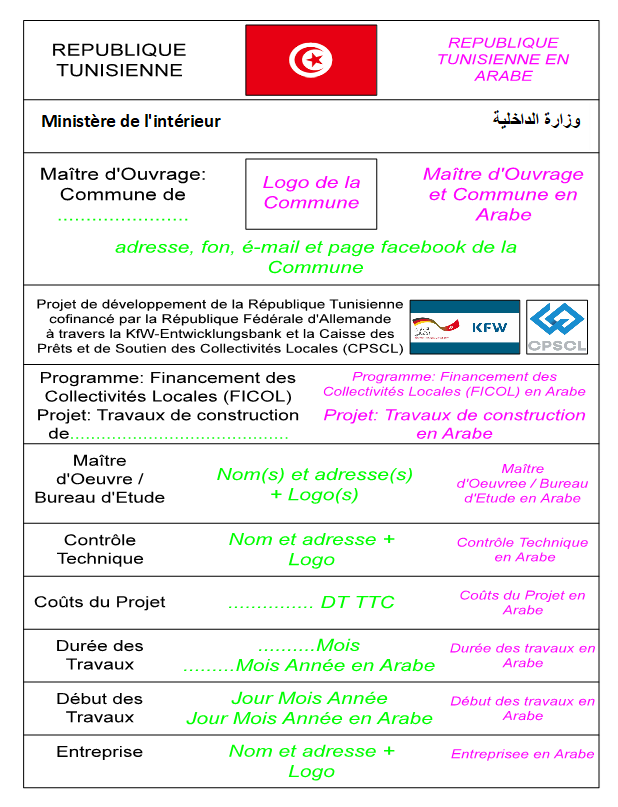 REPUBLIQUE
TUNISIENNE
REPUBLIQUE
TUNISIENNE EN
ARABE
Ministère de l'intérieur
وزارة الداخلية
Maître d'Ouvrage:
Commune de
.......................
Logo de la
Commune
Maître d'Ouvrage
et Commune en
Arabe
adresse, fon, é-mail et page facebook de la
Commune
Projet de développement de la République Tunisienne
cofinancé par la République Fédérale d'Allemande
à travers la KfW-Entwicklungsbank et la Caisse des
Prêts et de Soutien des Collectivités Locales (CPSCL)
KFW
CPSCL
Programme: Financement des
Collectivités Locales (FICOL)
Projet: Travaux de construction
de.........................................
Programme: Financement des
Collectivités Locales (FICOL) en Arabe
Projet: Travaux de construction
en Arabe
Maître
d'Oeuvre /
Bureau d'Etude
Nom(s) et adresse(s)
+ Logo(s)
Maître
d'Oeuvree / Bureau
d'Etude en Arabe
Contrôle
Technique
Nom et adresse +
Logo
Contrôle Technique
en Arabe
Coûts du Projet
............... DT TTC
Coûts du Projet en
Arabe
Durée des
Travaux
..........Mois
.........Mois Année en Arabe
Durée des travaux en
Arabe
Début des
Travaux
Jour Mois Année
Jour Mois Année en Arabe
Début des travaux en
Arabe
Entreprise
Nom et adresse +
Logo
Entreprisee en Arabe